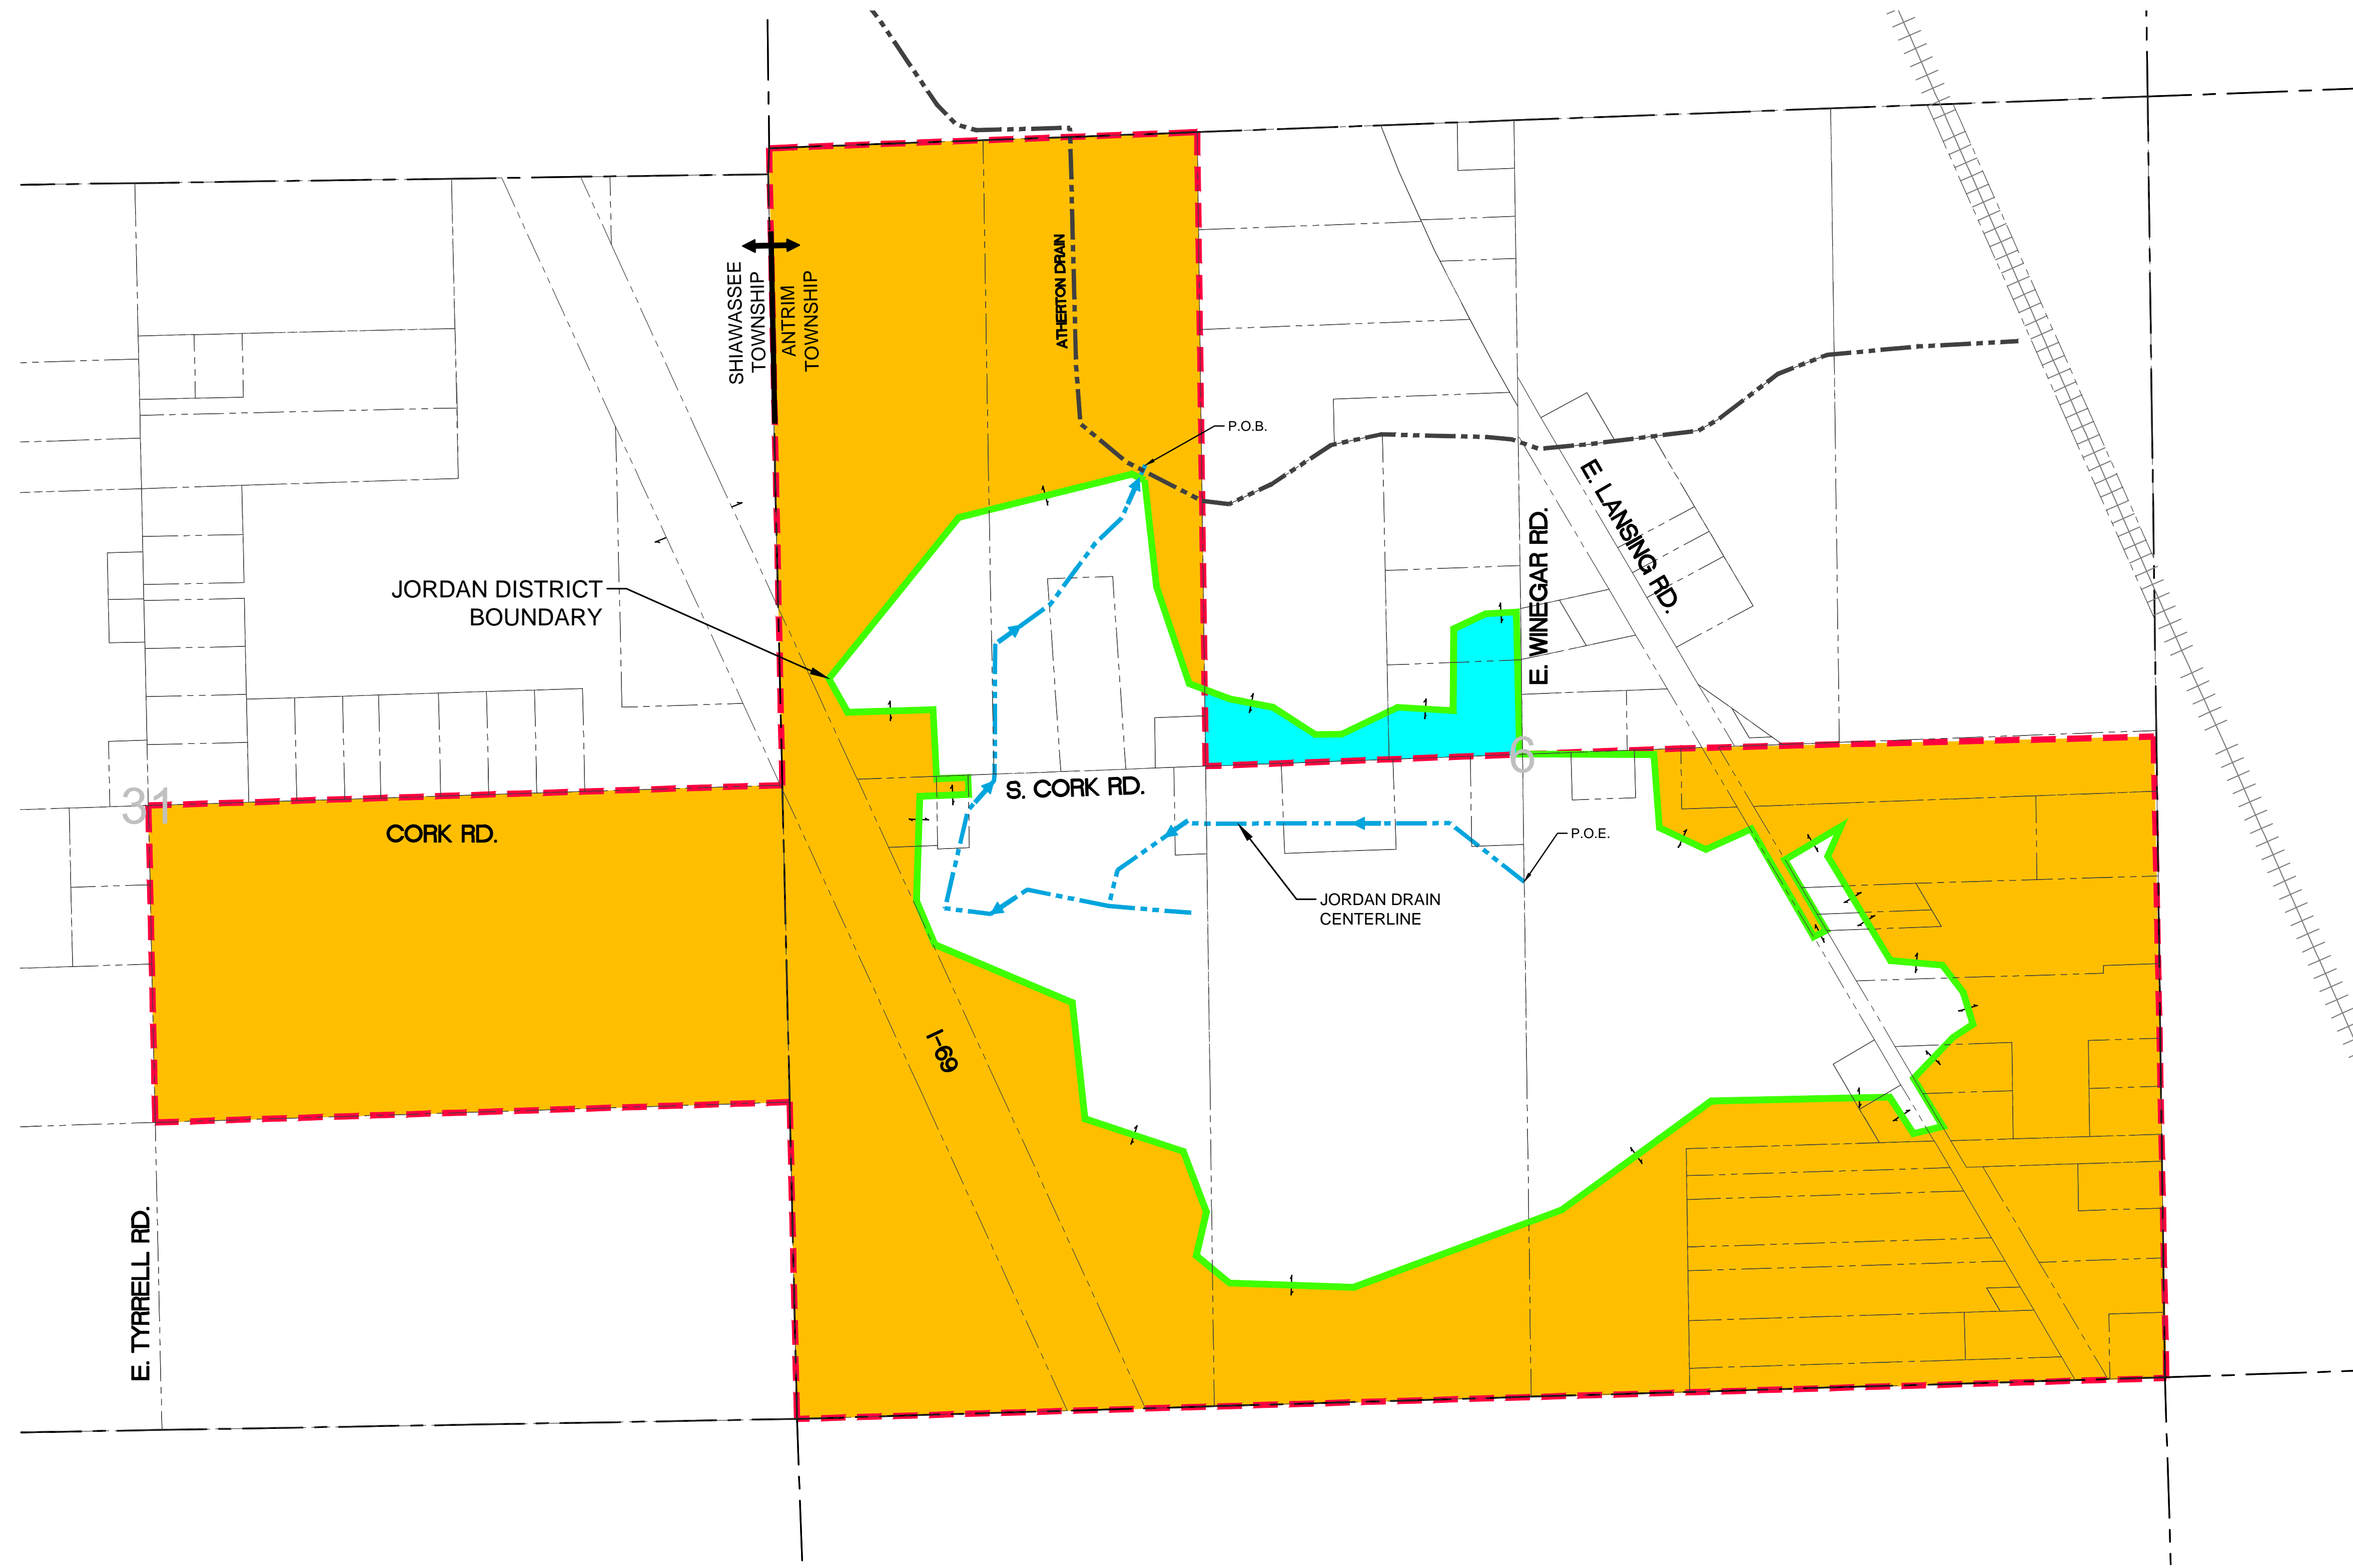 SHIAWASSEE
TOWNSHIP
ANTRIM
TOWNSHIP
ATHERTON DRAIN
P.O.B.
E. LANSING RD.
E. WINEGAR RD.
JORDAN DISTRICT
BOUNDARY
6
S. CORK RD.
31
CORK RD.
P.O.E.
JORDAN DRAIN
CENTERLINE
I-69
E. TYRRELL RD.